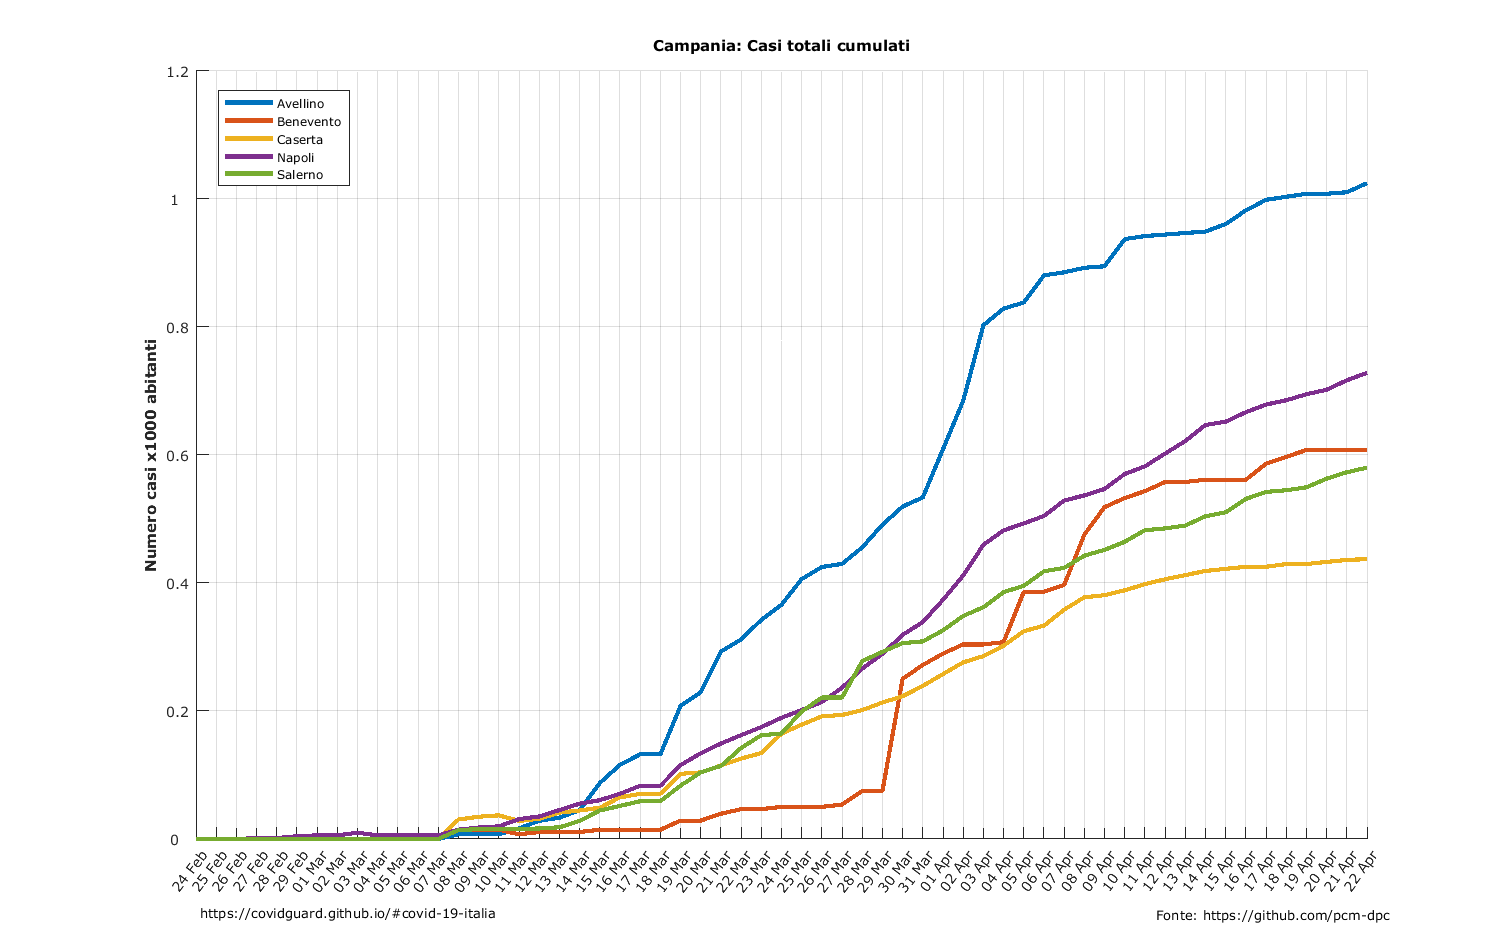 Campania: Casi totali cumulati
1.2
1
0.8
0.6
0.4
0.2
0
Numero casi x1000 abitanti
Avellino
Benevento
Caserta
Napoli
Salerno
24 Feb
25 Feb
26 Feb
27 Feb
28 Feb
29 Feb
01 Mar
02 Mar
03 Mar
04 Mar
05 Mar
06 Mar
07 Mar
08 Mar
09 Mar
10 Mar
11 Mar
12 Mar
13 Mar
14 Mar
15 Mar
16 Mar
17 Mar
18 Mar
19 Mar
20 Mar
21 Mar
22 Mar
23 Mar
24 Mar
25 Mar
26 Mar
27 Mar
28 Mar
29 Mar
30 Mar
31 Mar
01 Apr
02 Apr
03 Apr
04 Apr
05 Apr
06 Apr
07 Apr
08 Apr
09 Apr
10 Apr
11 Apr
12 Apr
13 Apr
14 Apr
15 Apr
16 Apr
17 Apr
18 Apr
19 Apr
20 Apr
21 Apr
22 Apr
https://covidguard.github.io/#covid-19-italia
Fonte: https://github.com/pcm-dpc